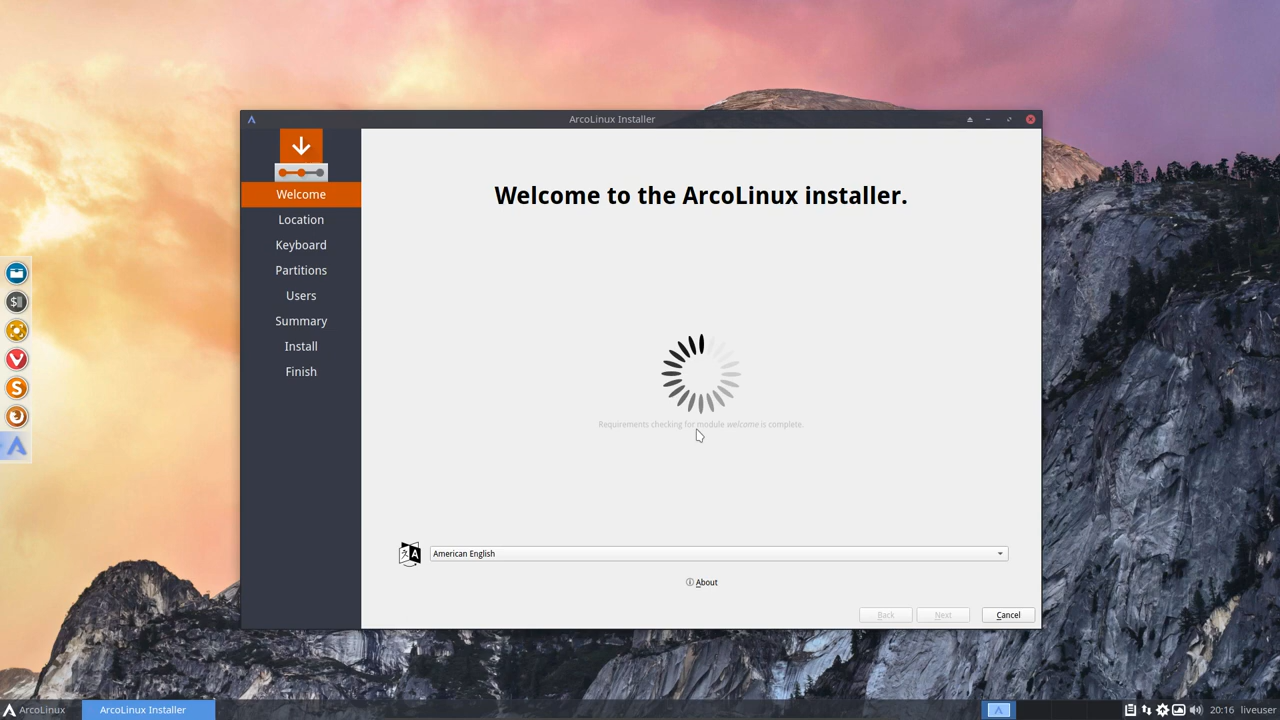 ArcoLinux Installer
Welcome
Location
Keyboard
Partitions
Users
Summary
Install
Finish
Welcome to the ArcoLinux installer.
Requirements checking for module welcome is complete.
American English
About
Back
Next
Cancel
ArcoLinux
ArcoLinux Installer
20:16
liveuser